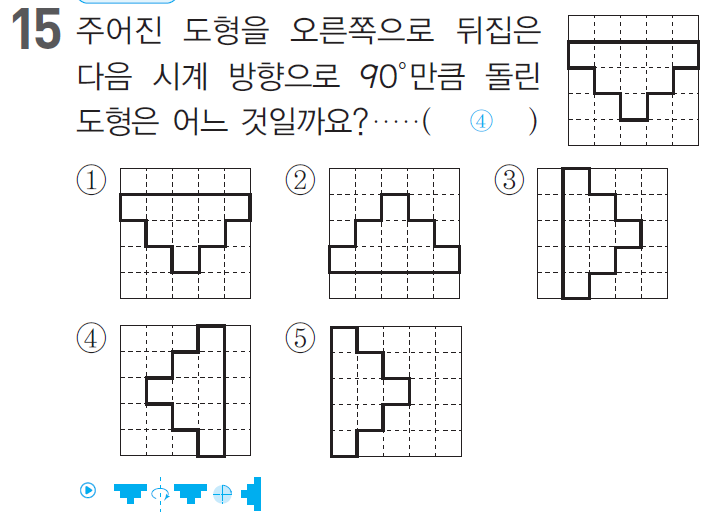 15 주어진 도형을 오른쪽으로 뒤집은
다음 시계 방향으로 90°만큼 돌린
도형은 어느 것일까요?·····( ④ )
① ② ③
④ ⑤